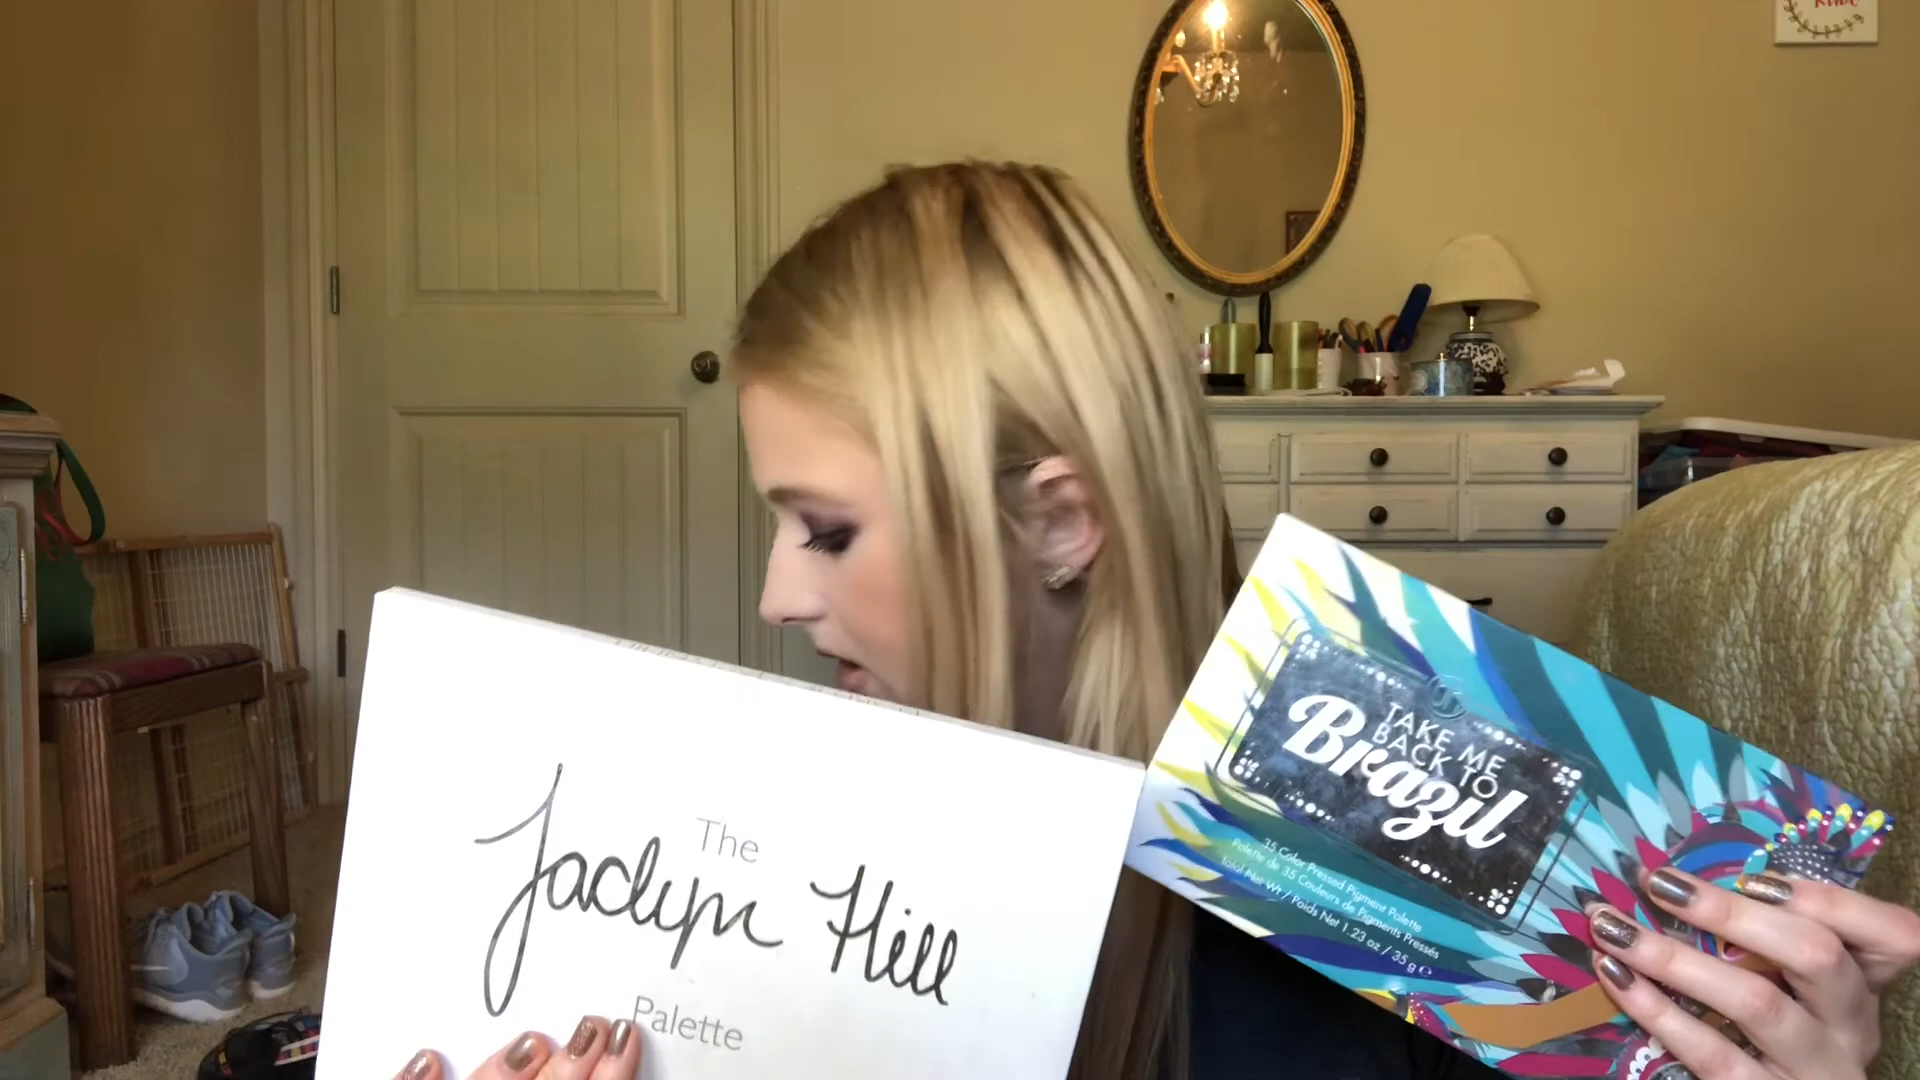 The
Jaclyn Hill
Palette
TAKE ME
BACK TO
Brazil
35 Color Pressed Pigment Palette
Palette de 35 Couleurs de Pigments Pressés
Total Net Wt / Poids Net 1.23 oz / 35 g e